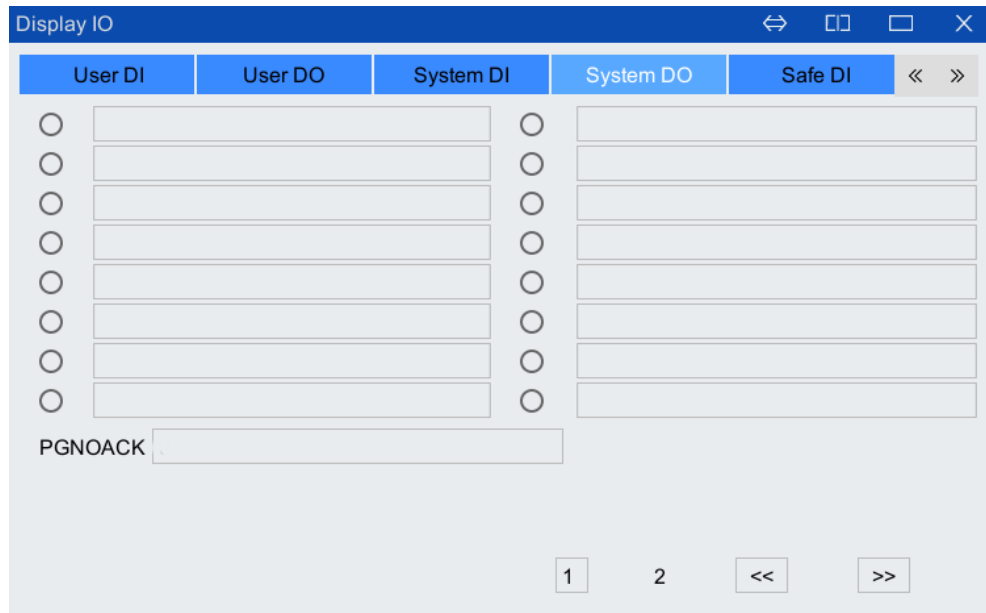 Display IO
User DI User DO System DI System DO Safe DI « »
PGNOACK
1 2 << >>